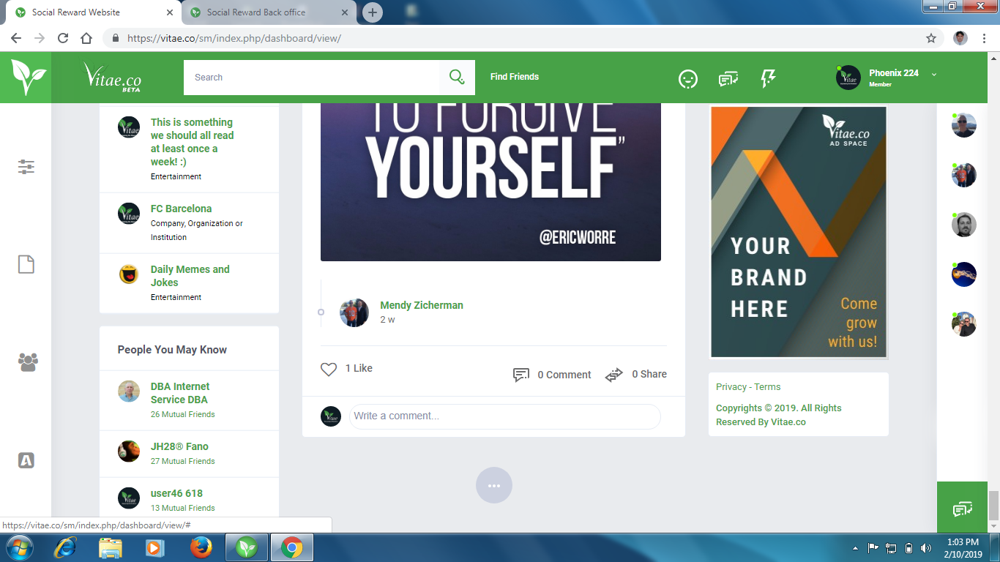 Social Reward Website
Social Reward Back office
https://vitae.co/sm/index.php/dashboard/view/
Vitae.co
BETA
Search
Find Friends
Phoenix 224
Member
This is something
we should all read
at least once a
week! :)
Entertainment
FC Barcelona
Company, Organization or
Institution
Daily Memes and
Jokes
Entertainment
People You May Know
DBA Internet
Service DBA
26 Mutual Friends
JH28® Fano
27 Mutual Friends
user46 618
13 Mutual Friends
TO FORGIVE
YOURSELF”
@ERICWORRE
Mendy Zicherman
2 w
1 Like
0 Comment
0 Share
Write a comment...
Vitae.co
AD SPACE
YOUR
BRAND
HERE
Come
grow
with us!
Privacy - Terms
Copyrights © 2019. All Rights
Reserved By Vitae.co
https://vitae.co/sm/index.php/dashboard/view/#
1:03 PM
2/10/2019